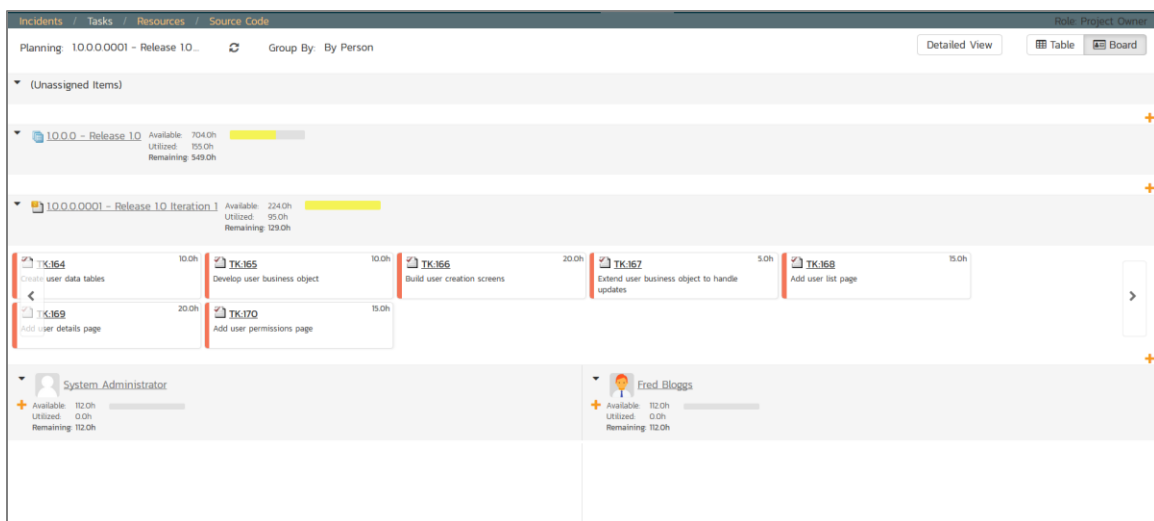 Incidents / Tasks / Resources / Source Code Role: Project Owner
Planning: 1.0.0.0.0001 - Release 1.0... Group By: By Person Detailed View Table Board
(Unassigned Items)
1.0.0.0 - Release 1.0 Available: 704.0h
Utilized: 155.0h
Remaining: 549.0h
1.0.0.0.0001 - Release 1.0 Iteration 1 Available: 224.0h
Utilized: 95.0h
Remaining: 129.0h
TK:164 10.0h TK:165 10.0h TK:166 20.0h TK:167 5.0h TK:168 15.0h
Create user data tables Develop user business object Build user creation screens Extend user business object to handle updates Add user list page
TK:169 20.0h TK:170 15.0h
Add user details page Add user permissions page
System Administrator Fred Bloggs
Available: 112.0h Available: 112.0h
Utilized: 0.0h Utilized: 0.0h
Remaining: 112.0h Remaining: 112.0h